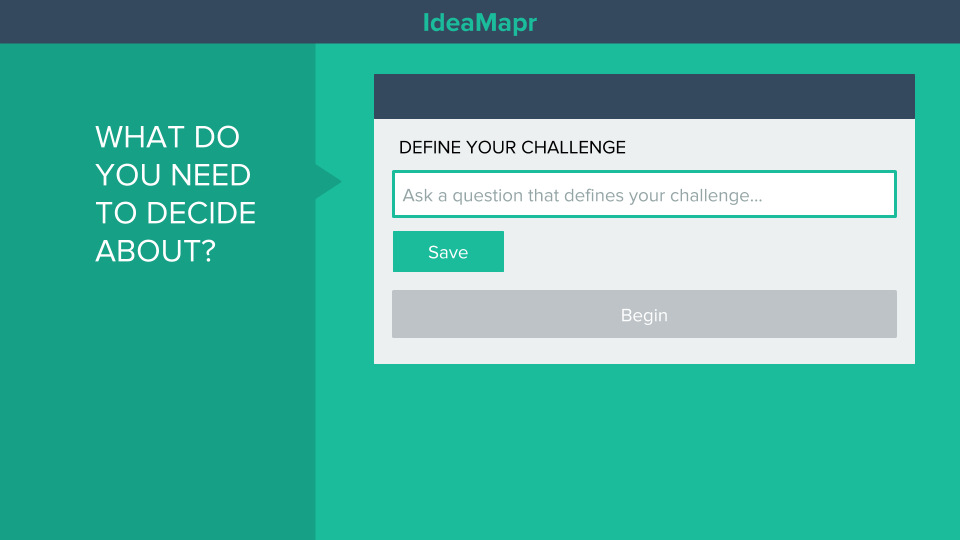 IdeaMapr
WHAT DO
YOU NEED
TO DECIDE
ABOUT?
DEFINE YOUR CHALLENGE
Ask a question that defines your challenge...
Save
Begin